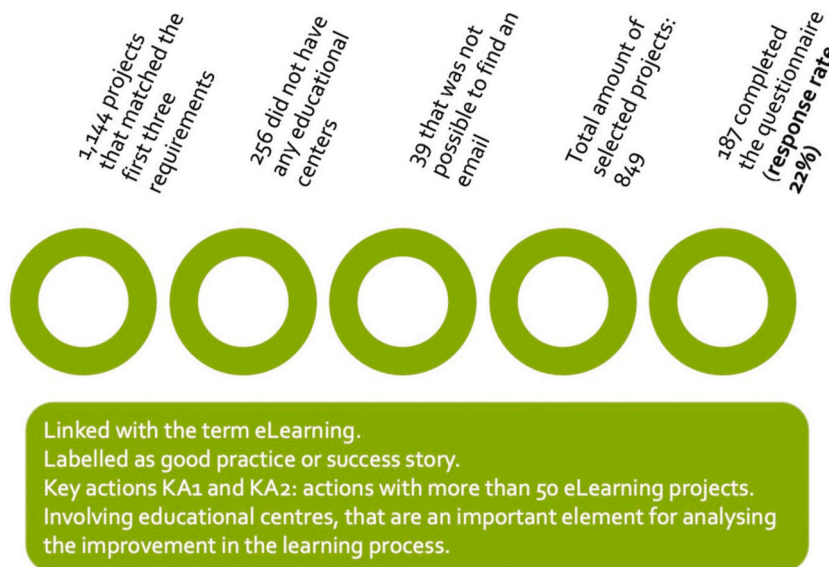 1,144 projects
that matched the
first three
requirements
256 did not have
any educational
centers
39 that was not
possible to find an
email
Total amount of
selected projects:
849
187 completed
the questionnaire
(response rate
22%)
Linked with the term eLearning.
Labelled as good practice or success story.
Key actions KA1 and KA2: actions with more than 50 eLearning projects.
Involving educational centres, that are an important element for analysing
the improvement in the learning process.